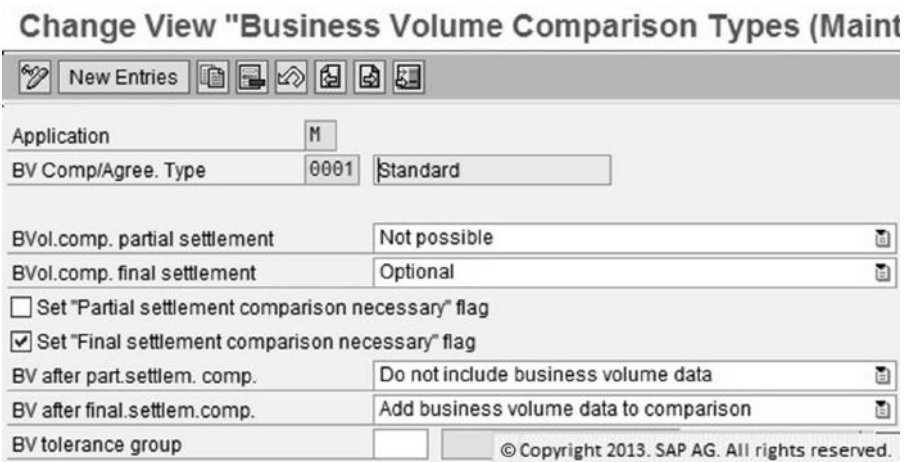 Change View "Business Volume Comparison Types (Maint
New Entries
Application M
BV Comp/Agree. Type 0001 Standard
BVol.comp. partial settlement Not possible
BVol.comp. final settlement Optional
Set "Partial settlement comparison necessary" flag
Set "Final settlement comparison necessary" flag
BV after part.settlem. comp. Do not include business volume data
BV after final.settlem.comp. Add business volume data to comparison
BV tolerance group
© Copyright 2013. SAP AG. All rights reserved.